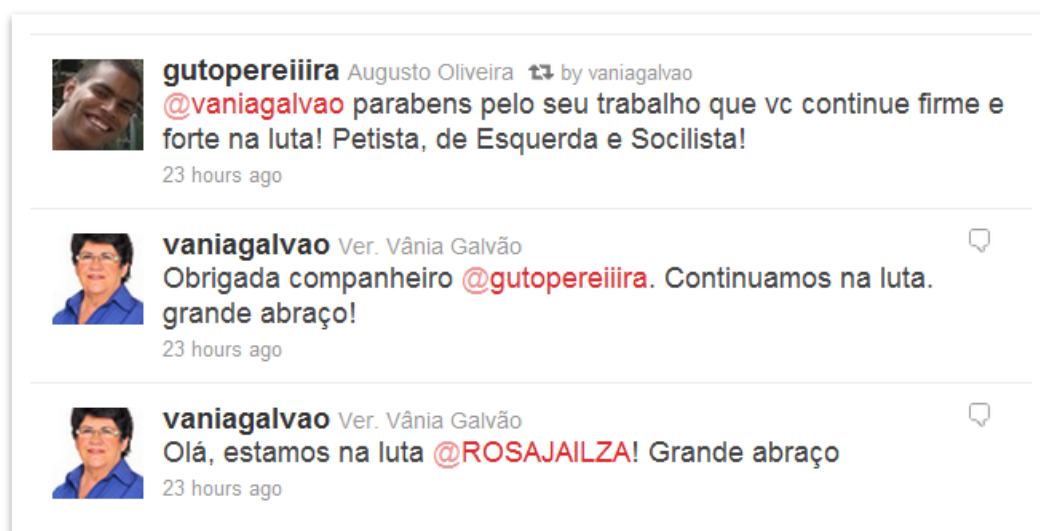 gutopereiiira Augusto Oliveira by vaniagalvao
@vaniagalvao parabens pelo seu trabalho que vc continue firme e
forte na luta! Petista, de Esquerda e Socilista!
23 hours ago
vaniagalvao Ver. Vânia Galvão
Obrigada companheiro @gutopereiiira. Continuamos na luta.
grande abraço!
23 hours ago
vaniagalvao Ver. Vânia Galvão
Olá, estamos na luta @ROSAJAILZA! Grande abraço
23 hours ago